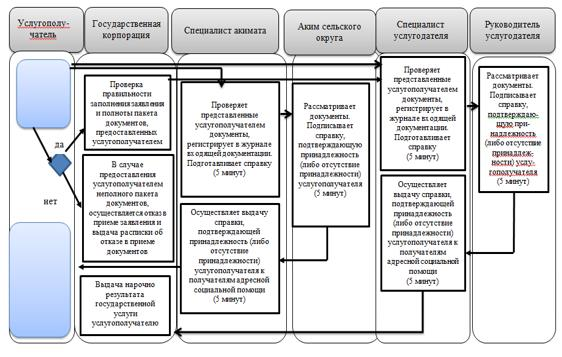 Услугополу-
чатель
Государственная
корпорация
Специалист акимата
Аким сельского
округа
Специалист
услугодателя
Руководитель
услугодателя
да
нет
Проверка
правильности
заполнения заявления
и полноты пакета
документов,
предоставленных
услугополучателем
В случае
предоставления
услугополучателем
неполного пакета
документов,
осуществляется отказ в
приеме заявления и
выдача расписки об
отказе в приеме
документов
Выдача нарочно
результата
государственной
услуги
услугополучателю
Проверяет
представленные
услугополучателем
документы,
регистрирует в
журнале входящей
документации.
Подготавливает справку
(5 минут)
Осуществляет выдачу
справки,
подтверждающей
принадлежность (либо
отсутствие
принадлежности)
услугополучателя к
получателям адресной
социальной помощи
(5 минут)
Рассматривает
документы.
Подписывает
справку,
подтверждающую
принадлежность
(либо отсутствие
принадлежности)
услугополучателя
(5 минут)
Проверяет
представленные
услугополучателем
документы,
регистрирует в
журнале входящей
документации.
Подготавливает
справку
(5 минут)
Осуществляет выдачу
справки,
подтверждающей
принадлежность (либо
отсутствие
принадлежности)
услугополучателя к
получателям
адресной социальной
помощи
(5 минут)
Рассматривает
документы.
Подписывает
справку,
подтверждаю-
щую при-
надлежность
(либо отсутствие
принадлеж-
ности) услу-
гополучателя
(5 минут)